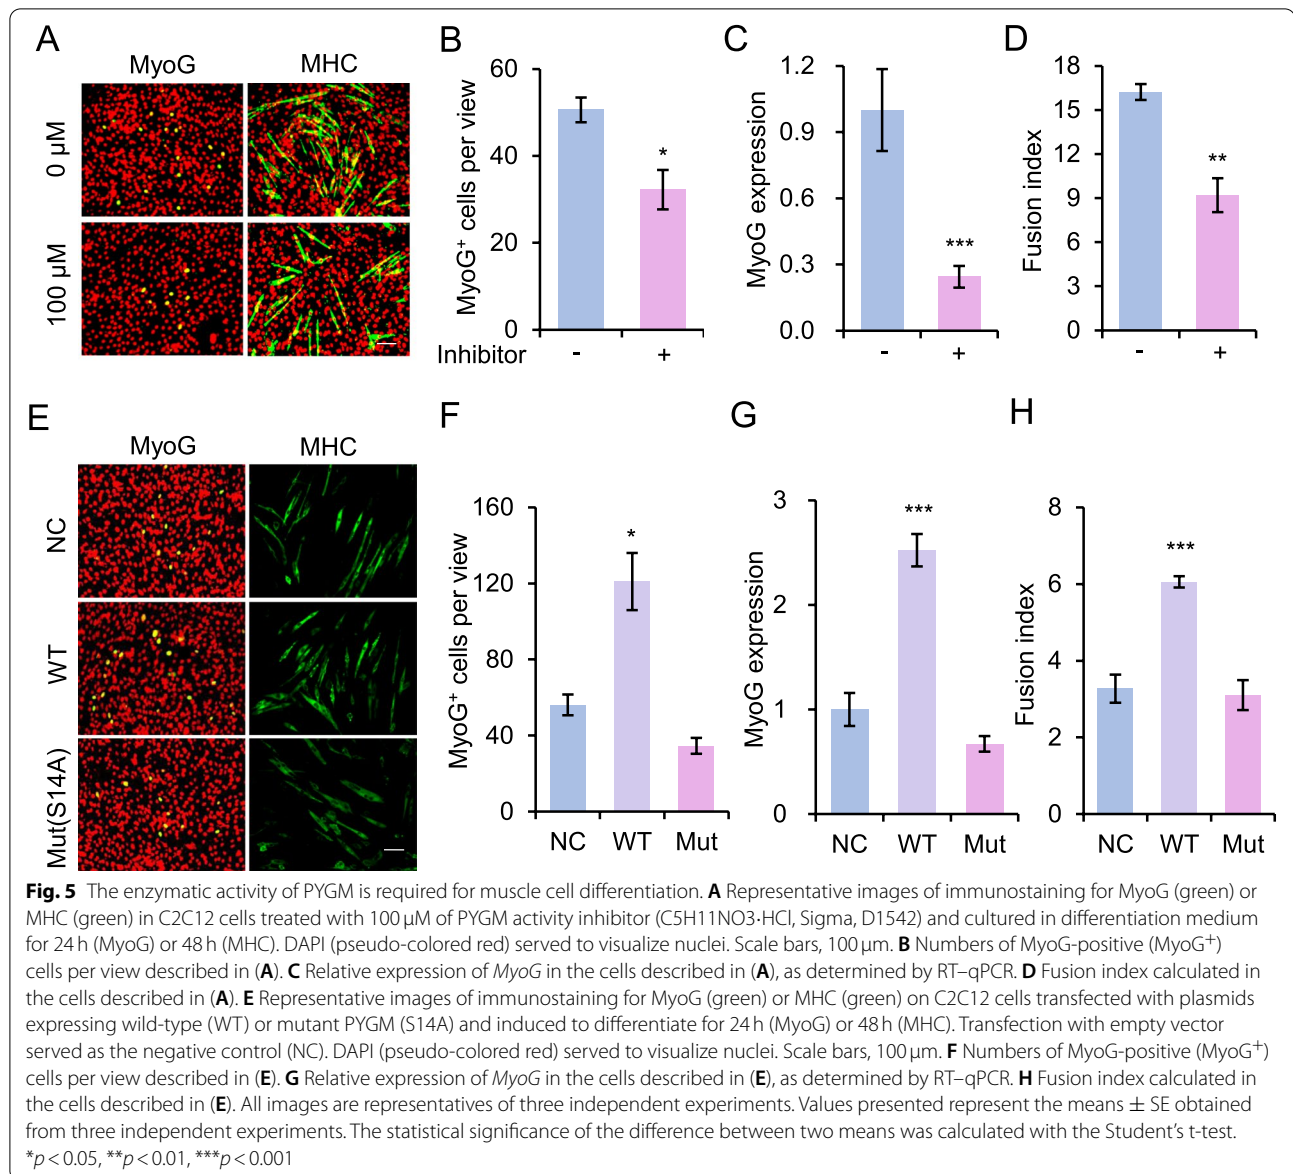 A
MyoG
MHC
0 µM
100 µM
B
MyoG⁺ cells per view
60
40
20
0
*
Inhibitor
-
+
C
MyoG expression
1.2
0.9
0.6
0.3
0.0
***
-
+
D
Fusion index
18
15
12
9
6
3
0
**
-
+
E
MyoG
MHC
NC
WT
Mut(S14A)
F
MyoG⁺ cells per view
160
120
80
40
0
*
NC
WT
Mut
G
MyoG expression
3
2
1
0
***
NC
WT
Mut
H
Fusion index
8
6
4
2
0
***
NC
WT
Mut
Fig. 5 The enzymatic activity of PYGM is required for muscle cell differentiation. A Representative images of immunostaining for MyoG (green) or
MHC (green) in C2C12 cells treated with 100 µM of PYGM activity inhibitor (C5H11NO3·HCl, Sigma, D1542) and cultured in differentiation medium
for 24 h (MyoG) or 48 h (MHC). DAPI (pseudo-colored red) served to visualize nuclei. Scale bars, 100 µm. B Numbers of MyoG-positive (MyoG⁺)
cells per view described in (A). C Relative expression of MyoG in the cells described in (A), as determined by RT–qPCR. D Fusion index calculated in
the cells described in (A). E Representative images of immunostaining for MyoG (green) or MHC (green) on C2C12 cells transfected with plasmids
expressing wild-type (WT) or mutant PYGM (S14A) and induced to differentiate for 24 h (MyoG) or 48 h (MHC). Transfection with empty vector
served as the negative control (NC). DAPI (pseudo-colored red) served to visualize nuclei. Scale bars, 100 µm. F Numbers of MyoG-positive (MyoG⁺)
cells per view described in (E). G Relative expression of MyoG in the cells described in (E), as determined by RT–qPCR. H Fusion index calculated in
the cells described in (E). All images are representatives of three independent experiments. Values presented represent the means ± SE obtained
from three independent experiments. The statistical significance of the difference between two means was calculated with the Student's t-test.
*p < 0.05, **p < 0.01, ***p < 0.001